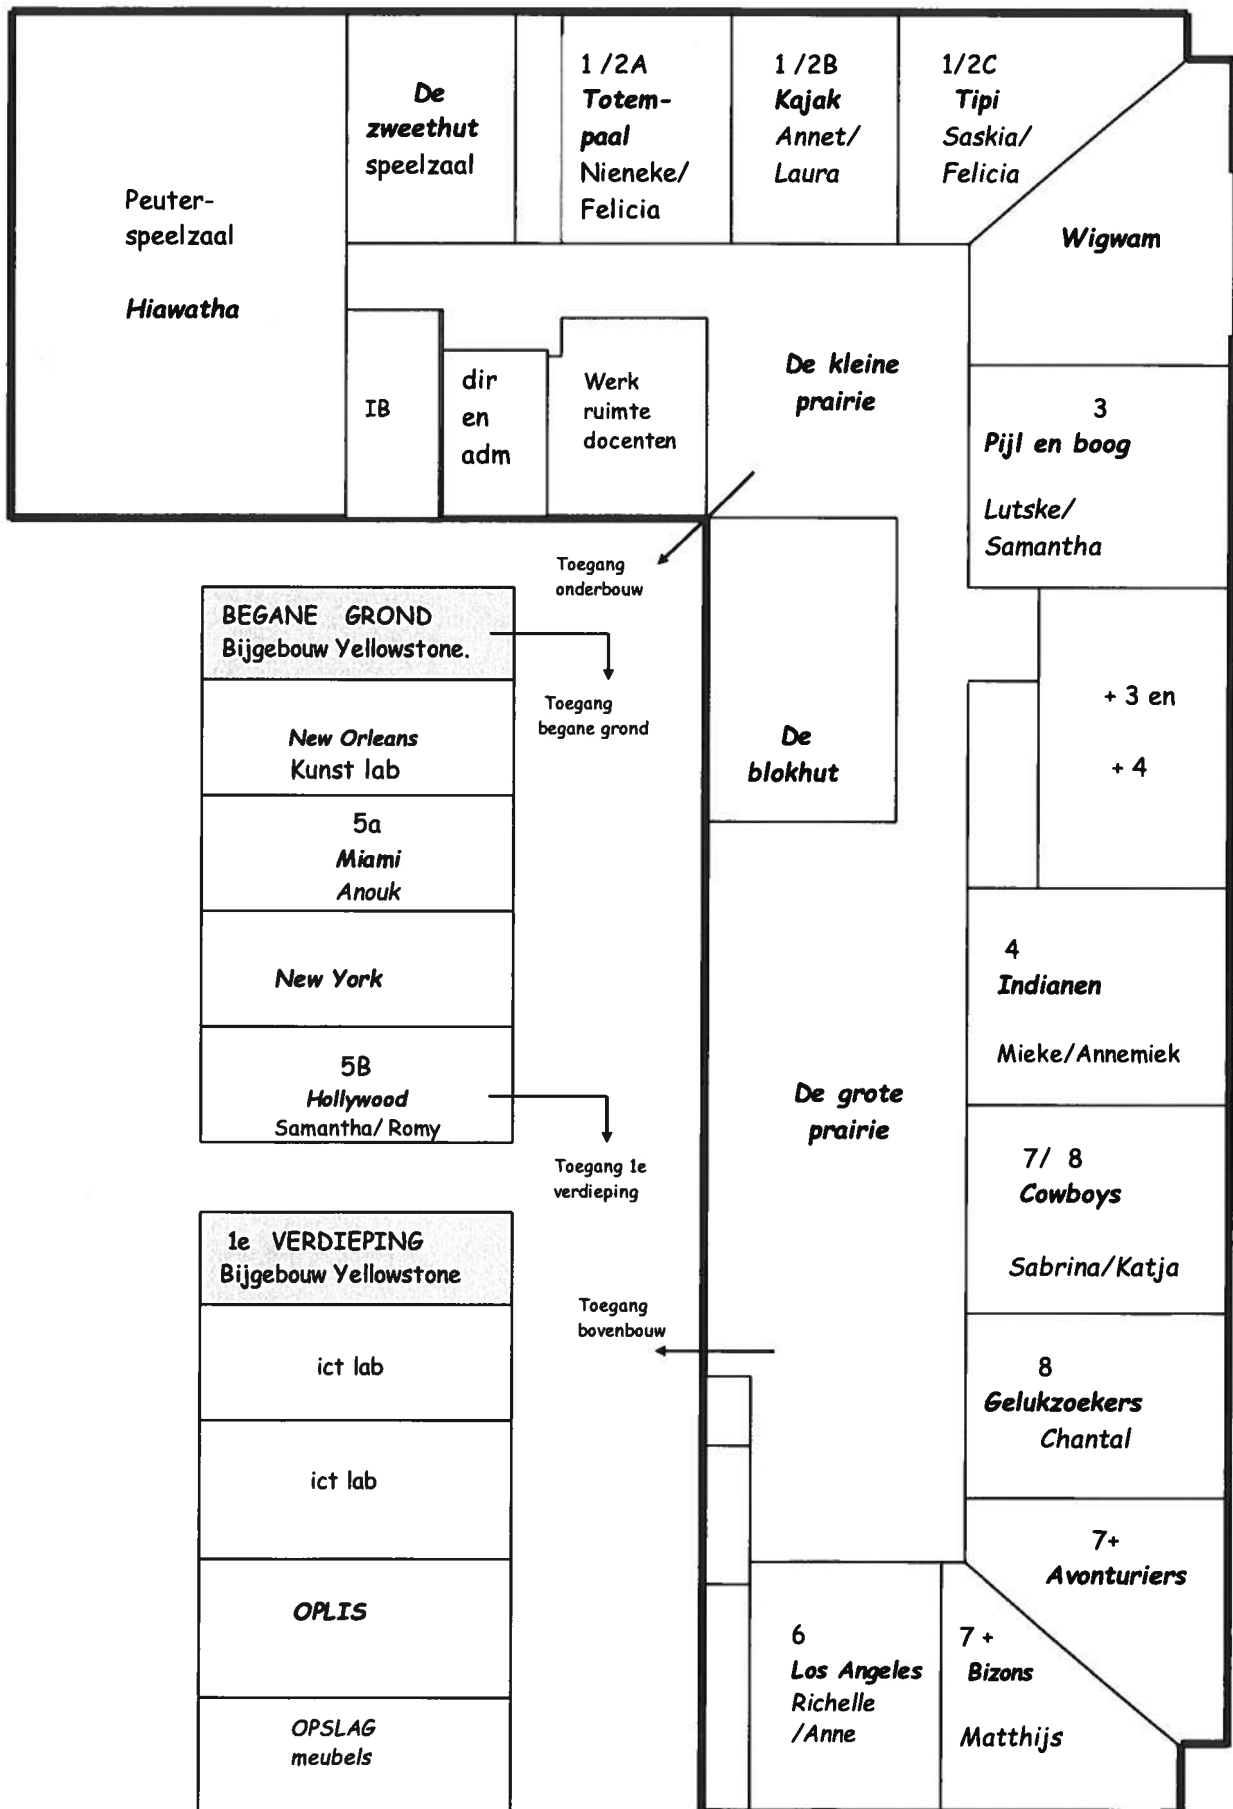 Peuter-
speelzaal
Hiawatha
De
zweethut
speelzaal
1 /2A
Totem-
paal
Nieneke/
Felicia
1 /2B
Kajak
Annet/
Laura
1/2C
Tipi
Saskia/
Felicia
Wigwam
IB
dir
en
adm
Werk
ruimte
docenten
De kleine
prairie
3
Pijl en boog
Lutske/
Samantha
Toegang
onderbouw
BEGANE GROND
Bijgebouw Yellowstone.
Toegang
begane grond
New Orleans
Kunst lab
5a
Miami
Anouk
New York
5B
Hollywood
Samantha/ Romy
Toegang 1e
verdieping
De
blokhut
+ 3 en
+ 4
4
Indianen
Mieke/Annemiek
De grote
prairie
7/ 8
Cowboys
Sabrina/Katja
1e VERDIEPING
Bijgebouw Yellowstone
ict lab
ict lab
OPLIS
OPSLAG
meubels
Toegang
bovenbouw
8
Gelukzoekers
Chantal
7+
Avonturiers
6
Los Angeles
Richelle
/Anne
7 +
Bizons
Matthijs